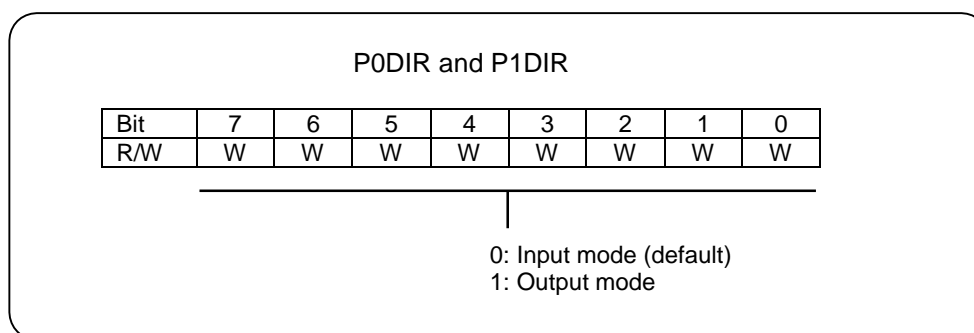 P0DIR and P1DIR
Bit 7 6 5 4 3 2 1 0
R/W W W W W W W W W
0: Input mode (default)
1: Output mode